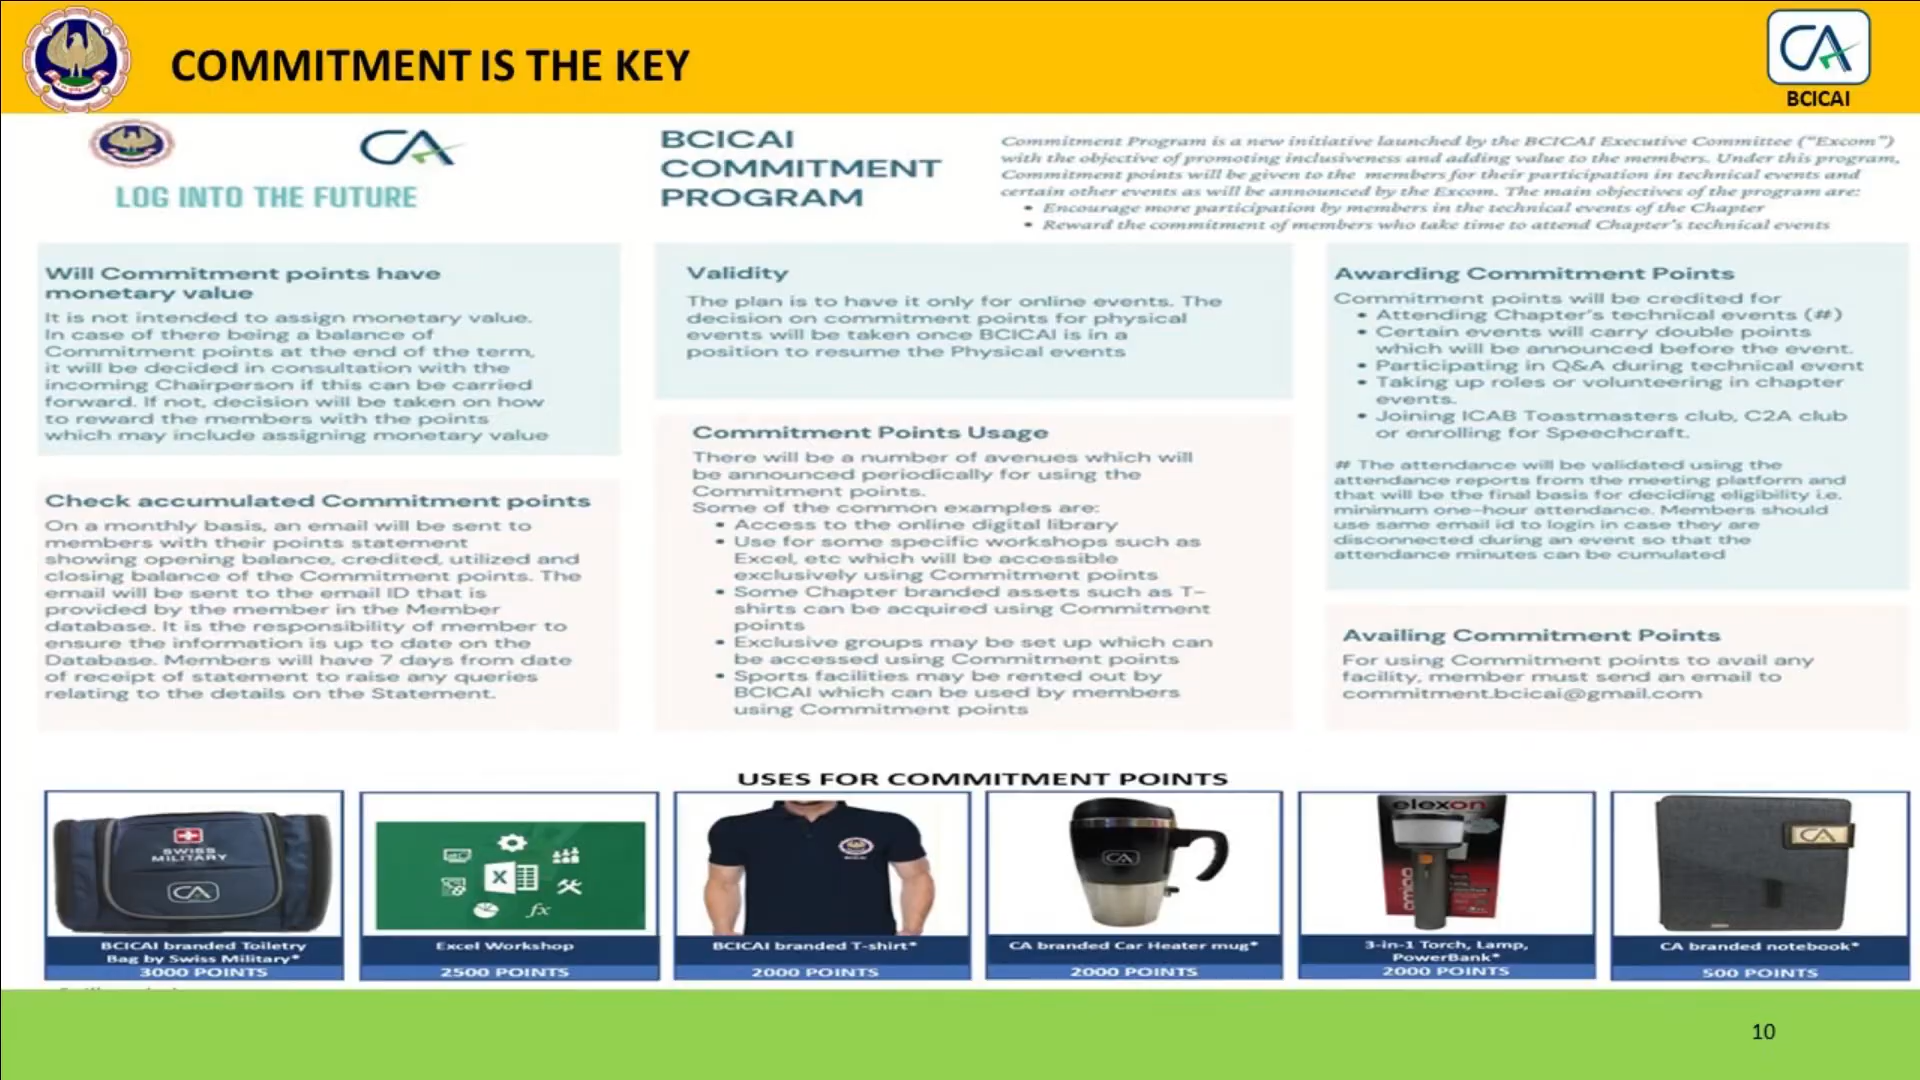 COMMITMENT IS THE KEY
CA
BCICAI
CA
LOG INTO THE FUTURE
BCICAI
COMMITMENT
PROGRAM
Commitment Program is a new initiative launched by the BCICAI Executive Committee (“Excom”)
with the objective of promoting inclusiveness and adding value to the members. Under this program,
Commitment points will be given to the members for their participation in technical events and
certain other events as will be announced by the Excom. The main objectives of the program are:
• Encourage more participation by members in the technical events of the Chapter
• Reward the commitment of members who take time to attend Chapter's technical events
Will Commitment points have
monetary value
It is not intended to assign monetary value.
In case of there being a balance of
Commitment points at the end of the term,
it will be decided in consultation with the
incoming Chairperson if this can be carried
forward. If not, decision will be taken on how
to reward the members with the points
which may include assigning monetary value
Check accumulated Commitment points
On a monthly basis, an email will be sent to
members with their points statement
showing opening balance, credited, utilized and
closing balance of the Commitment points. The
email will be sent to the email ID that is
provided by the member in the Member
database. It is the responsibility of member to
ensure the information is up to date on the
Database. Members will have 7 days from date
of receipt of statement to raise any queries
relating to the details on the Statement.
Validity
The plan is to have it only for online events. The
decision on commitment points for physical
events will be taken once BCICAI is in a
position to resume the Physical events
Commitment Points Usage
There will be a number of avenues which will
be announced periodically for using the
Commitment points.
Some of the common examples are:
• Access to the online digital library
• Use for some specific workshops such as
Excel, etc which will be accessible
exclusively using Commitment points
• Some Chapter branded assets such as T-
shirts can be acquired using Commitment
points
• Exclusive groups may be set up which can
be accessed using Commitment points
• Sports facilities may be rented out by
BCICAI which can be used by members
using Commitment points
Awarding Commitment Points
Commitment points will be credited for
• Attending Chapter's technical events (#)
• Certain events will carry double points
which will be announced before the event.
• Participating in Q&A during technical event
• Taking up roles or volunteering in chapter
events.
• Joining ICAB Toastmasters club, C2A club
or enrolling for Speechcraft.
# The attendance will be validated using the
attendance reports from the meeting platform and
that will be the final basis for deciding eligibility i.e.
minimum one-hour attendance. Members should
use same email id to login in case they are
disconnected during an event so that the
attendance minutes can be cumulated
Availing Commitment Points
For using Commitment points to avail any
facility, member must send an email to
commitment.bcicai@gmail.com
USES FOR COMMITMENT POINTS
SWISS
MILITARY
CA
BCICAI branded Toiletry
Bag by Swiss Military*
3000 POINTS
X
fx
Excel Workshop
2500 POINTS
BCICAI branded T-shirt*
2000 POINTS
CA
CA branded Car Heater mug*
2000 POINTS
elexon
amigo
3-in-1 Torch, Lamp,
PowerBank*
2000 POINTS
CA
CA branded notebook*
500 POINTS
10